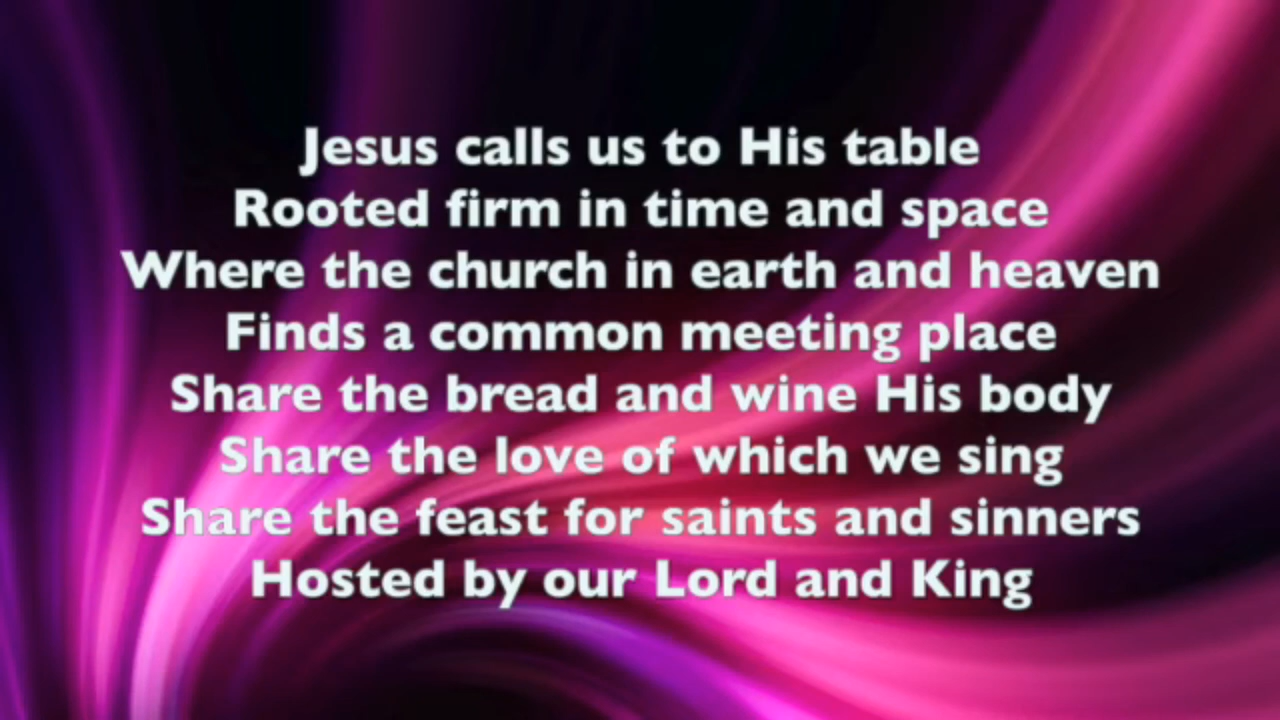 Jesus calls us to His table
Rooted firm in time and space
Where the church in earth and heaven
Finds a common meeting place
Share the bread and wine His body
Share the love of which we sing
Share the feast for saints and sinners
Hosted by our Lord and King